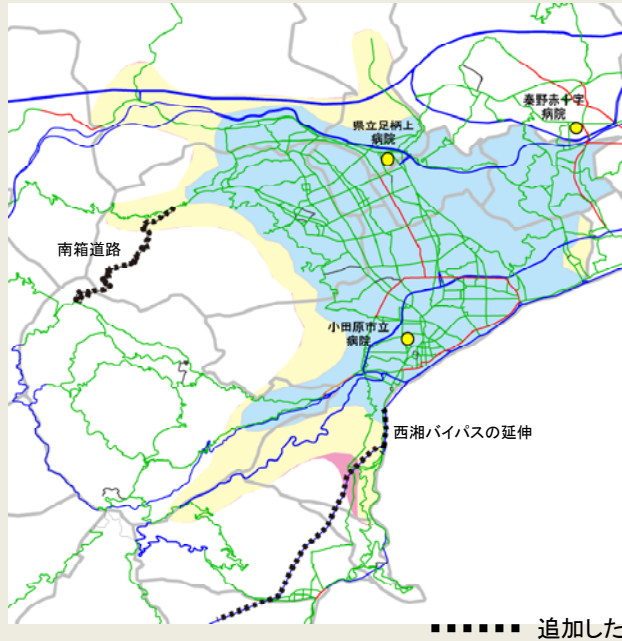 秦野赤十字
病院
県立足柄上
病院
南箱道路
小田原市立
病院
西湘バイパスの延伸
追加した